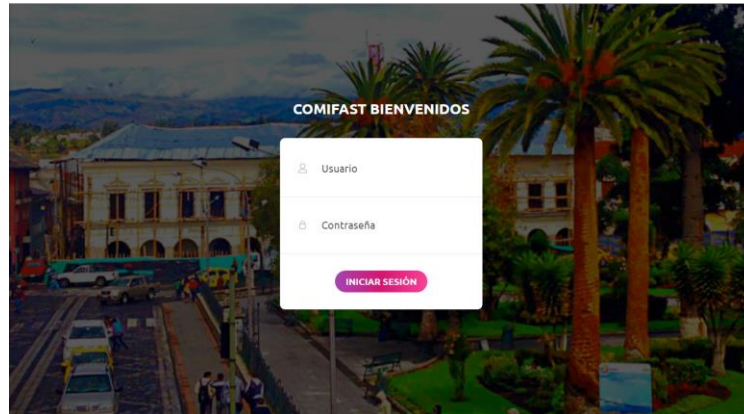 COMIFAST BIENVENIDOS
Usuario
Contraseña
INICIAR SESIÓN